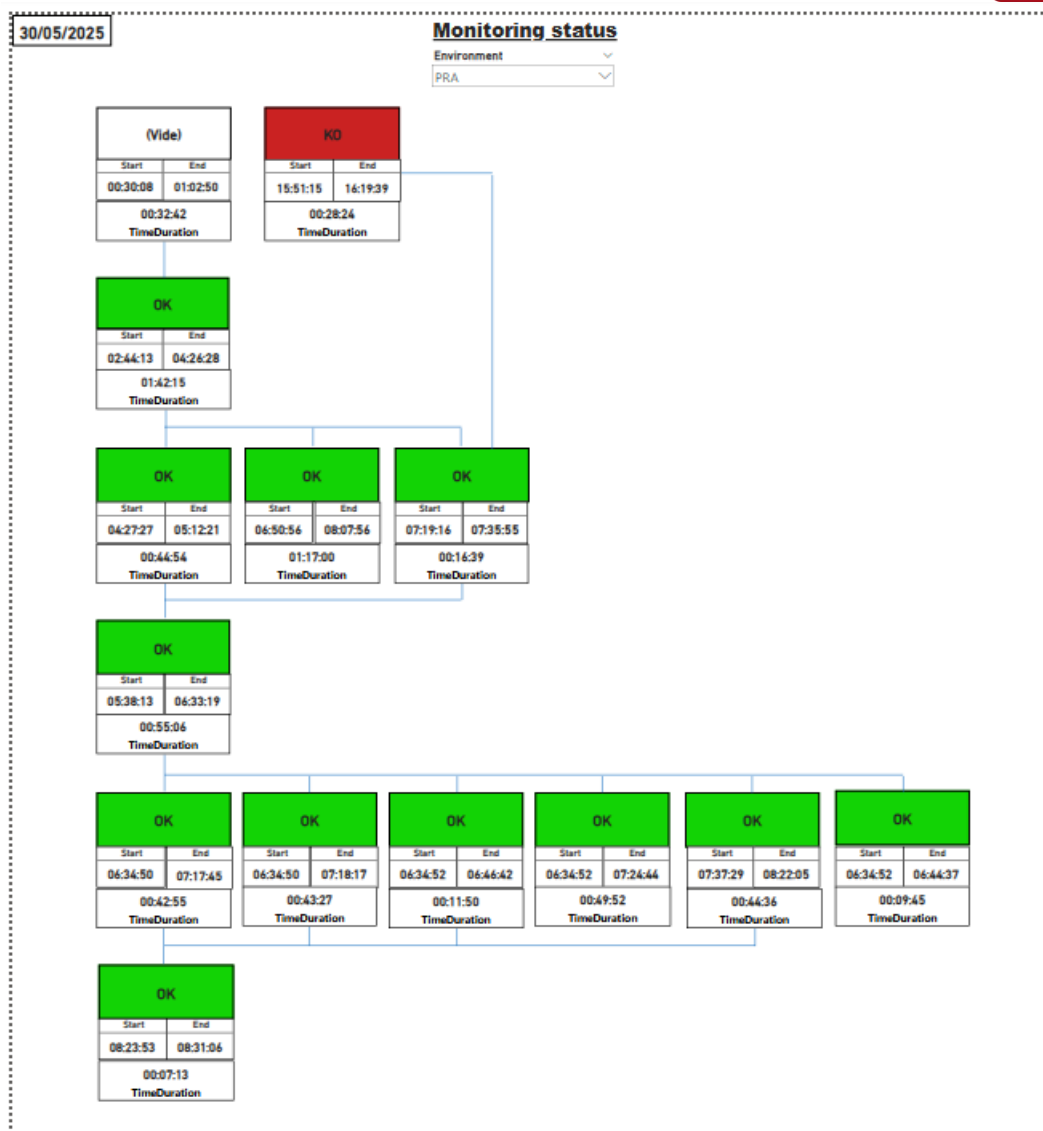 30/05/2025
Monitoring status
Environment
PRA
(Vide) KO
Start End Start End
00:30:08 01:02:50 15:51:15 16:19:39
00:32:42 00:28:24
TimeDuration TimeDuration
OK
Start End
02:44:13 04:26:28
01:42:15
TimeDuration
OK OK OK
Start End Start End Start End
04:27:27 05:12:21 06:50:56 08:07:56 07:19:16 07:35:55
00:44:54 01:17:00 00:16:39
TimeDuration TimeDuration TimeDuration
OK
Start End
05:38:13 06:33:19
00:55:06
TimeDuration
OK OK OK OK OK OK
Start End Start End Start End Start End Start End Start End
06:34:50 07:17:45 06:34:50 07:18:17 06:34:52 06:46:42 06:34:52 07:24:44 07:37:29 08:22:05 06:34:52 06:44:37
00:42:55 00:43:27 00:11:50 00:49:52 00:44:36 00:09:45
TimeDuration TimeDuration TimeDuration TimeDuration TimeDuration TimeDuration
OK
Start End
08:23:53 08:31:06
00:07:13
TimeDuration